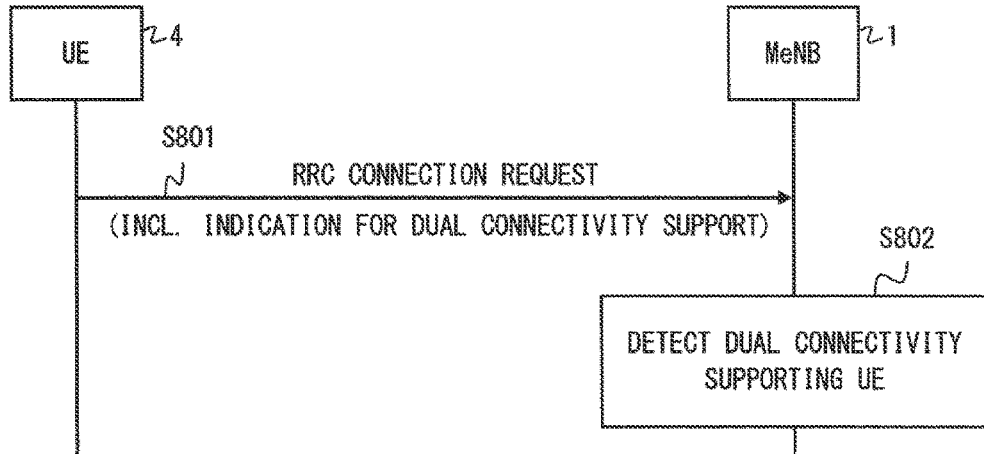 UE
4
MeNB
1
S801
RRC CONNECTION REQUEST
(INCL. INDICATION FOR DUAL CONNECTIVITY SUPPORT)
S802
DETECT DUAL CONNECTIVITY
SUPPORTING UE